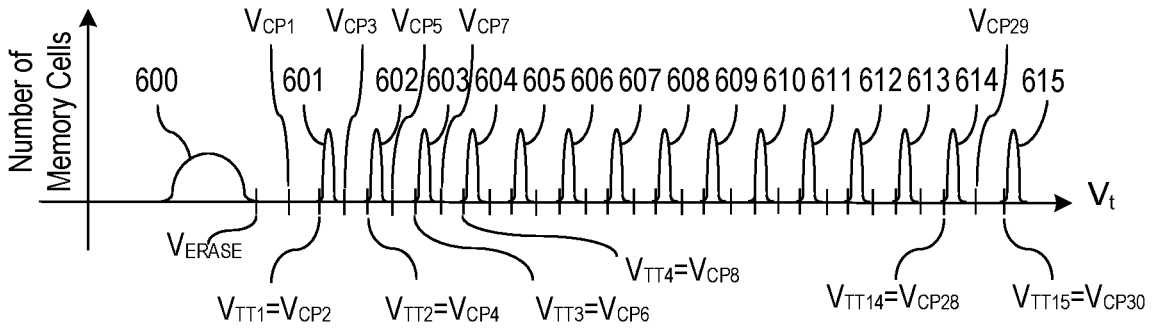 V_CP1 V_CP3 V_CP5 V_CP7 V_CP29
Number of
Memory Cells
600 601 602 603 604 605 606 607 608 609 610 611 612 613 614 615
V_t
V_ERASE
V_TT4=V_CP8
V_TT1=V_CP2 V_TT2=V_CP4 V_TT3=V_CP6 V_TT14=V_CP28 V_TT15=V_CP30